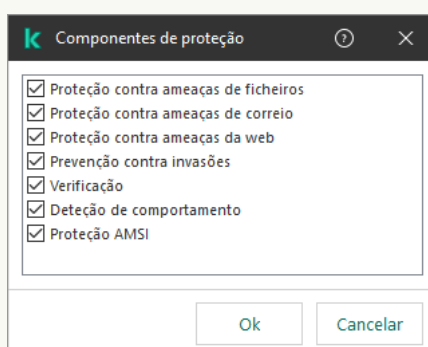 Componentes de proteção
Proteção contra ameaças de ficheiros
Proteção contra ameaças de correio
Proteção contra ameaças da web
Prevenção contra invasões
Verificação
Deteção de comportamento
Proteção AMSI
Ok Cancelar